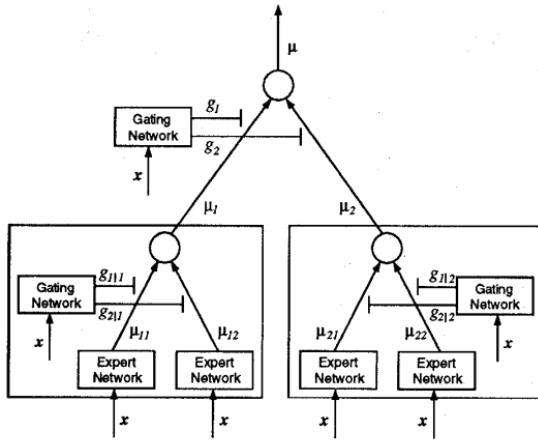 μ
g1
Gating
Network
g2
x
μ1
μ2
g1|1
Gating
Network
g2|1
x
μ11
μ12
Expert
Network
Expert
Network
x
x
g1|2
Gating
Network
g2|2
x
μ21
μ22
Expert
Network
Expert
Network
x
x